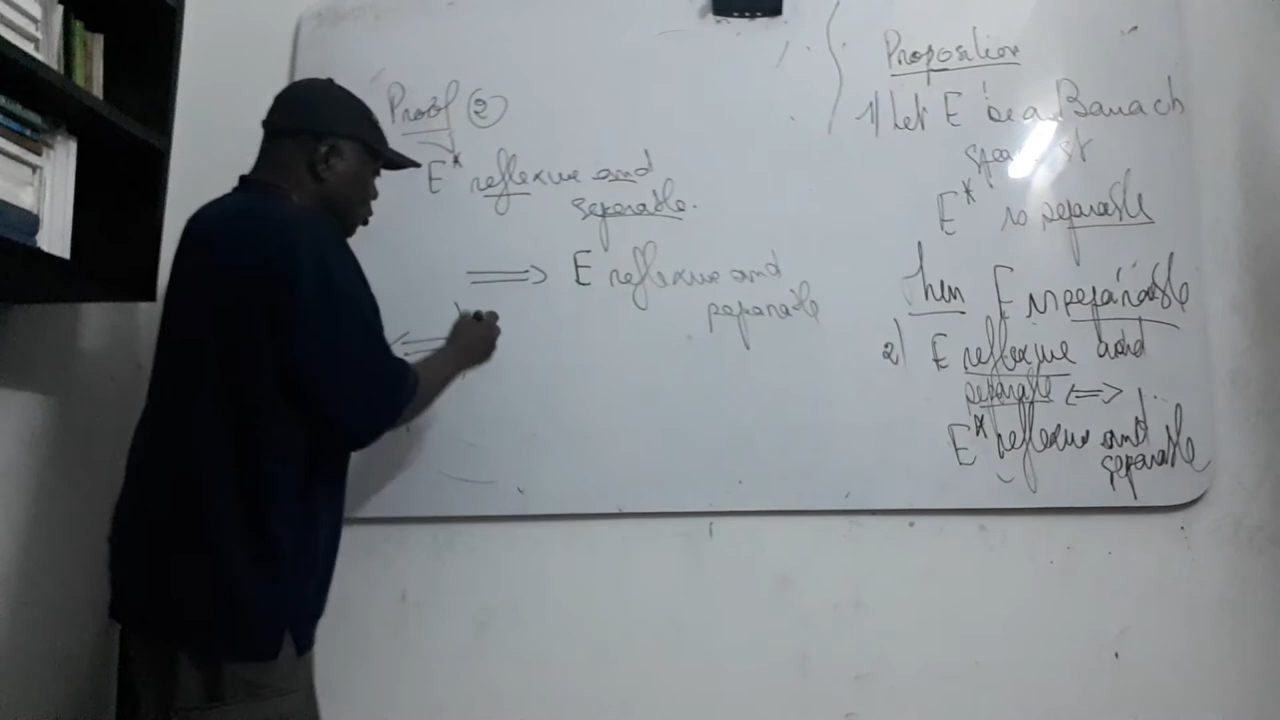 Proof ②
E* reflexive and
separable.
⟹ E reflexive and
separable
Proposition
1) Let E be a Banach
st
E* is separable
Then E is separable
2) E reflexive and
separable ⟺
E* reflexive and
separable